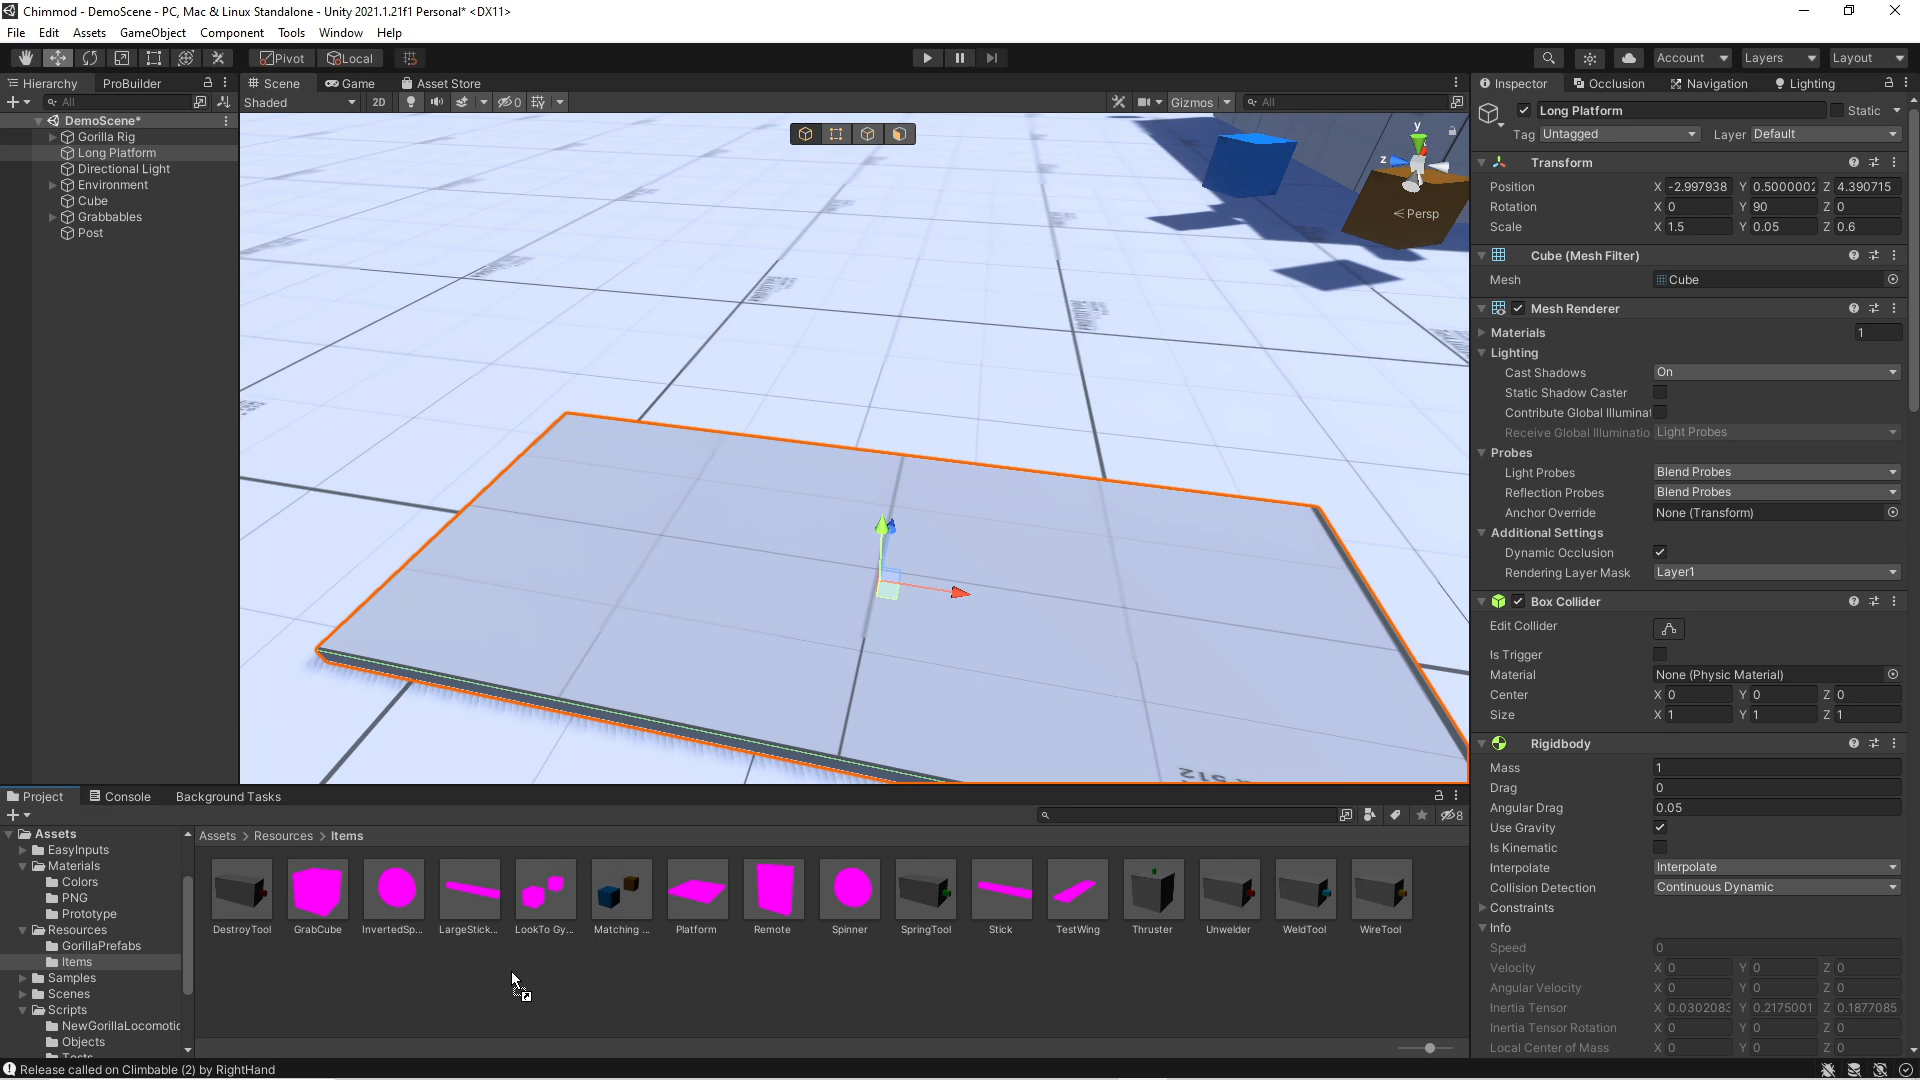 Chimmod - DemoScene - PC, Mac & Linux Standalone - Unity 2021.1.21f1 Personal* <DX11>
File Edit Assets GameObject Component Tools Jobs Window Help
Pivot Local Account Layers Layout
Hierarchy ProBuilder
All
DemoScene*
Gorilla Rig
Long Platform
Directional Light
Environment
Cube
Grabbables
Post
Scene Game Asset Store
Shaded 2D 0 Gizmos All
y
z
Persp
Inspector Occlusion Navigation Lighting
Long Platform Static
Tag Untagged Layer Default
Transform
Position X -2.997938 Y 0.5000002 Z 4.390715
Rotation X 0 Y 90 Z 0
Scale X 1.5 Y 0.05 Z 0.6
Cube (Mesh Filter)
Mesh Cube
Mesh Renderer
Materials 1
Lighting
Cast Shadows On
Static Shadow Caster
Contribute Global Illuminat
Receive Global Illuminatio Light Probes
Probes
Light Probes Blend Probes
Reflection Probes Blend Probes
Anchor Override None (Transform)
Additional Settings
Dynamic Occlusion
Rendering Layer Mask Layer1
Box Collider
Edit Collider
Is Trigger
Material None (Physic Material)
Center X 0 Y 0 Z 0
Size X 1 Y 1 Z 1
Rigidbody
Mass 1
Drag 0
Angular Drag 0.05
Use Gravity
Is Kinematic
Interpolate Interpolate
Collision Detection Continuous Dynamic
Constraints
Info
Speed 0
Velocity X 0 Y 0 Z 0
Angular Velocity X 0 Y 0 Z 0
Inertia Tensor X 0.0302083 Y 0.2175001 Z 0.1877085
Inertia Tensor Rotation X 0 Y 0 Z 0
Local Center of Mass X 0 Y 0 Z 0
Project Console Background Tasks
8
Assets
EasyInputs
Materials
Colors
PNG
Prototype
Resources
GorillaPrefabs
Items
Samples
Scenes
Scripts
NewGorillaLocomotic
Objects
Tests
Assets > Resources > Items
DestroyTool GrabCube InvertedSp... LargeStick... LookTo Gy... Matching ... Platform Remote Spinner SpringTool Stick TestWing Thruster Unwelder WeldTool WireTool
Release called on Climbable (2) by RightHand